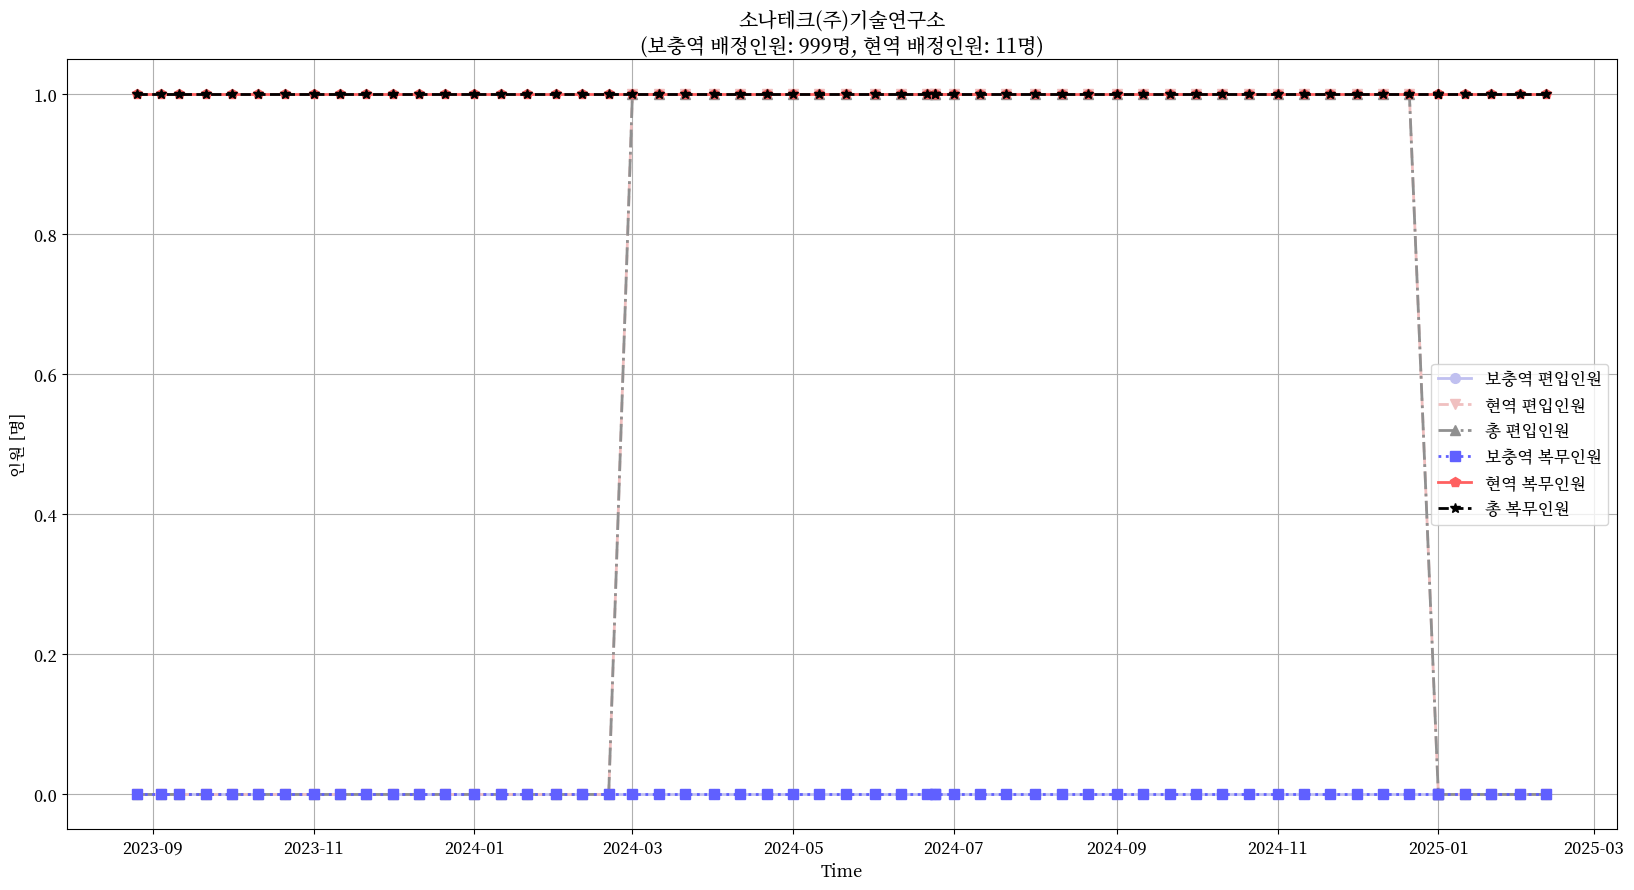 소나테크(주)기술연구소
(보충역 배정인원: 999명, 현역 배정인원: 11명)
1.0
0.8
0.6
0.4
0.2
0.0
인원 [명]
보충역 편입인원
현역 편입인원
총 편입인원
보충역 복무인원
현역 복무인원
총 복무인원
2023-09
2023-11
2024-01
2024-03
2024-05
2024-07
2024-09
2024-11
2025-01
2025-03
Time